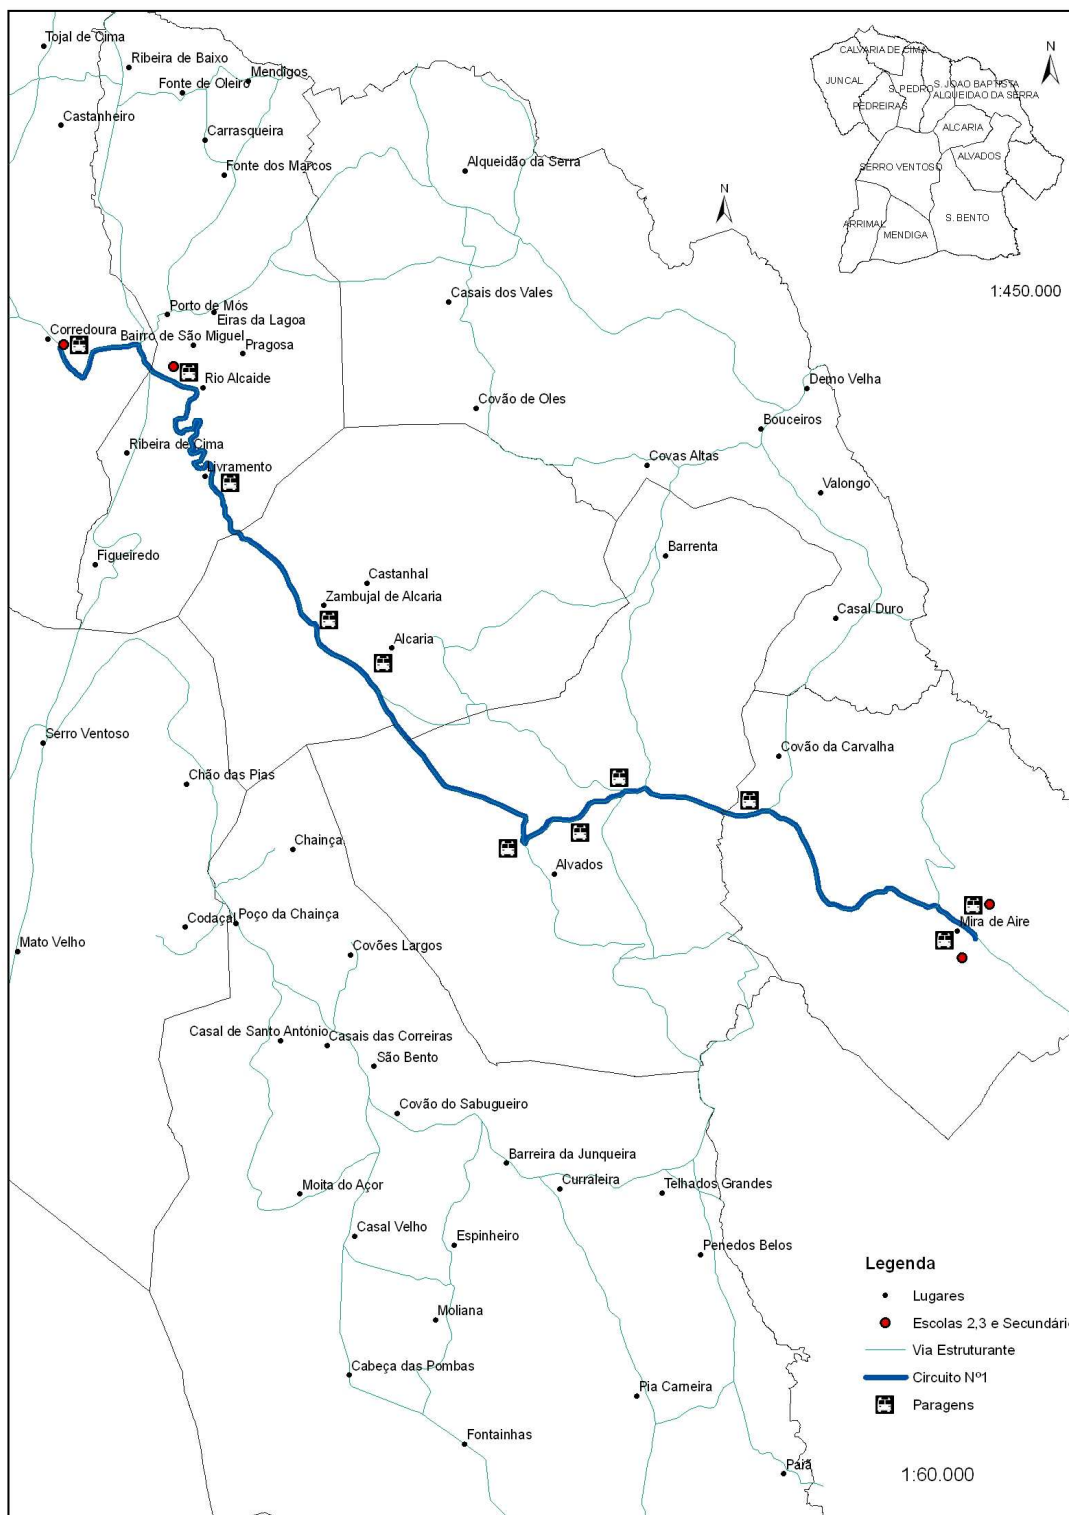 Tojal de Cima
Ribeira de Baixo
Fonte de Oleiro
Mendigos
Castanheiro
Carrasqueira
Fonte dos Marcos
Alqueidão da Serra
N
CALVARIA DE CIMA
JUNCAL
S. PEDRO
S. JOAO BAPTISTA
ALQUEIDAO DA SERRA
PEDREIRAS
ALCARIA
SERRO VENTOSO
ALVADOS
ARRIMAL
MENDIGA
S. BENTO
N
1:450.000
Porto de Mós
Eiras da Lagoa
Casais dos Vales
Corredoura
Bairro de São Miguel
Pragosa
Rio Alcaide
Demo Velha
Covão de Oles
Bouceiros
Ribeira de Cima
Livramento
Covas Altas
Valongo
Figueiredo
Barrenta
Castanhal
Zambujal de Alcaria
Casal Duro
Alcaria
Serro Ventoso
Covão da Carvalha
Chão das Pias
Chainça
Alvados
Codaçal
Poço da Chainça
Mira de Aire
Mato Velho
Covões Largos
Casal de Santo António
Casais das Correiras
São Bento
Covão do Sabugueiro
Barreira da Junqueira
Moita do Açor
Curraleira
Telhados Grandes
Casal Velho
Espinheiro
Penedos Belos
Moliana
Cabeça das Pombas
Pia Carneira
Fontainhas
Paiã
Legenda
Lugares
Escolas 2,3 e Secundári
Via Estruturante
Circuito Nº1
Paragens
1:60.000